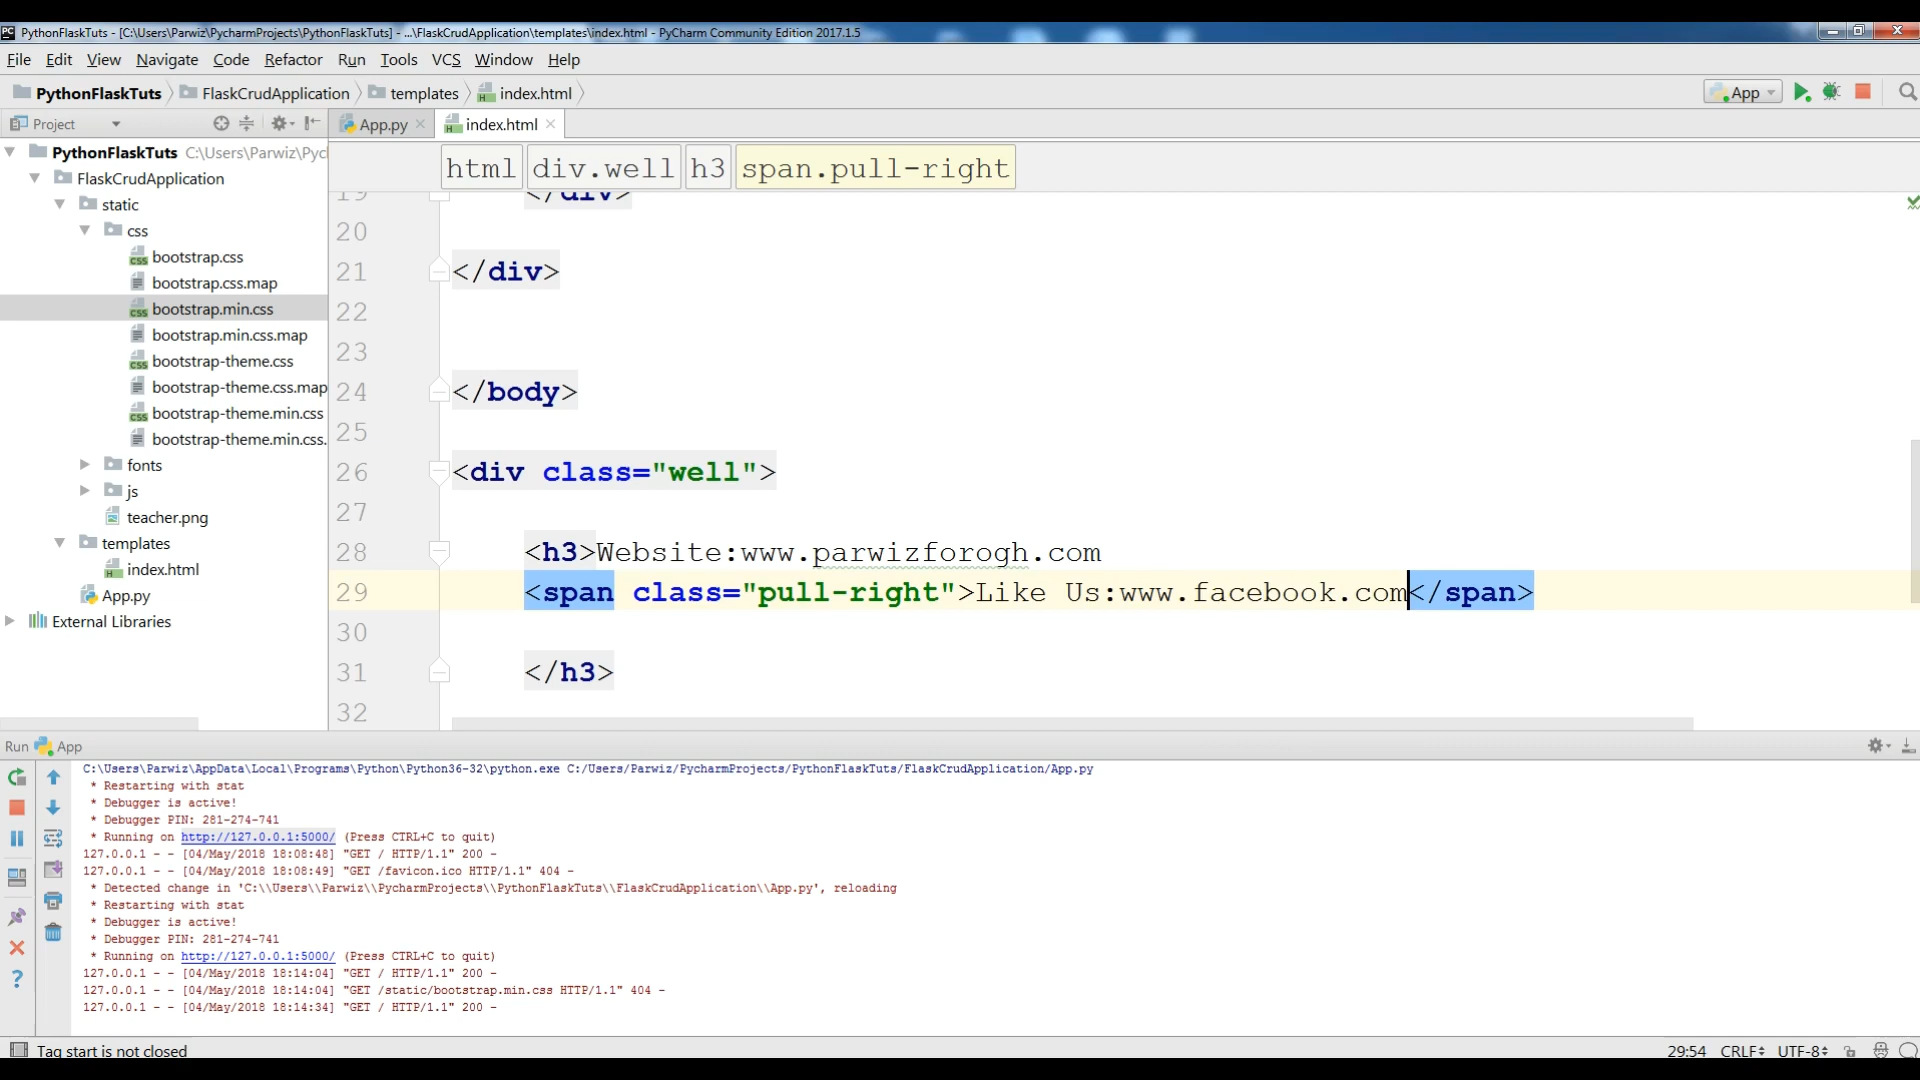 PythonFlaskTuts - [C:\Users\Parwiz\PycharmProjects\PythonFlaskTuts] - ...\FlaskCrudApplication\templates\index.html - PyCharm Community Edition 2017.1.5
File Edit View Navigate Code Refactor Run Tools VCS Window Help
PythonFlaskTuts FlaskCrudApplication templates index.html App
Project App.py index.html
html div.well h3 span.pull-right
PythonFlaskTuts C:\Users\Parwiz\Pyc
FlaskCrudApplication
static
css
bootstrap.css
bootstrap.css.map
bootstrap.min.css
bootstrap.min.css.map
bootstrap-theme.css
bootstrap-theme.css.map
bootstrap-theme.min.css
bootstrap-theme.min.css.
fonts
js
teacher.png
templates
index.html
App.py
External Libraries
19 </div>
20
21 </div>
22
23
24 </body>
25
26 <div class="well">
27
28 <h3>Website:www.parwizforogh.com
29 <span class="pull-right">Like Us:www.facebook.com</span>
30
31 </h3>
32
Run App
C:\Users\Parwiz\AppData\Local\Programs\Python\Python36-32\python.exe C:/Users/Parwiz/PycharmProjects/PythonFlaskTuts/FlaskCrudApplication/App.py
* Restarting with stat
* Debugger is active!
* Debugger PIN: 281-274-741
* Running on http://127.0.0.1:5000/ (Press CTRL+C to quit)
127.0.0.1 - - [04/May/2018 18:08:48] "GET / HTTP/1.1" 200 -
127.0.0.1 - - [04/May/2018 18:08:49] "GET /favicon.ico HTTP/1.1" 404 -
* Detected change in 'C:\\Users\\Parwiz\\PycharmProjects\\PythonFlaskTuts\\FlaskCrudApplication\\App.py', reloading
* Restarting with stat
* Debugger is active!
* Debugger PIN: 281-274-741
* Running on http://127.0.0.1:5000/ (Press CTRL+C to quit)
127.0.0.1 - - [04/May/2018 18:14:04] "GET / HTTP/1.1" 200 -
127.0.0.1 - - [04/May/2018 18:14:04] "GET /static/bootstrap.min.css HTTP/1.1" 404 -
127.0.0.1 - - [04/May/2018 18:14:34] "GET / HTTP/1.1" 200 -
Tag start is not closed 29:54 CRLF UTF-8